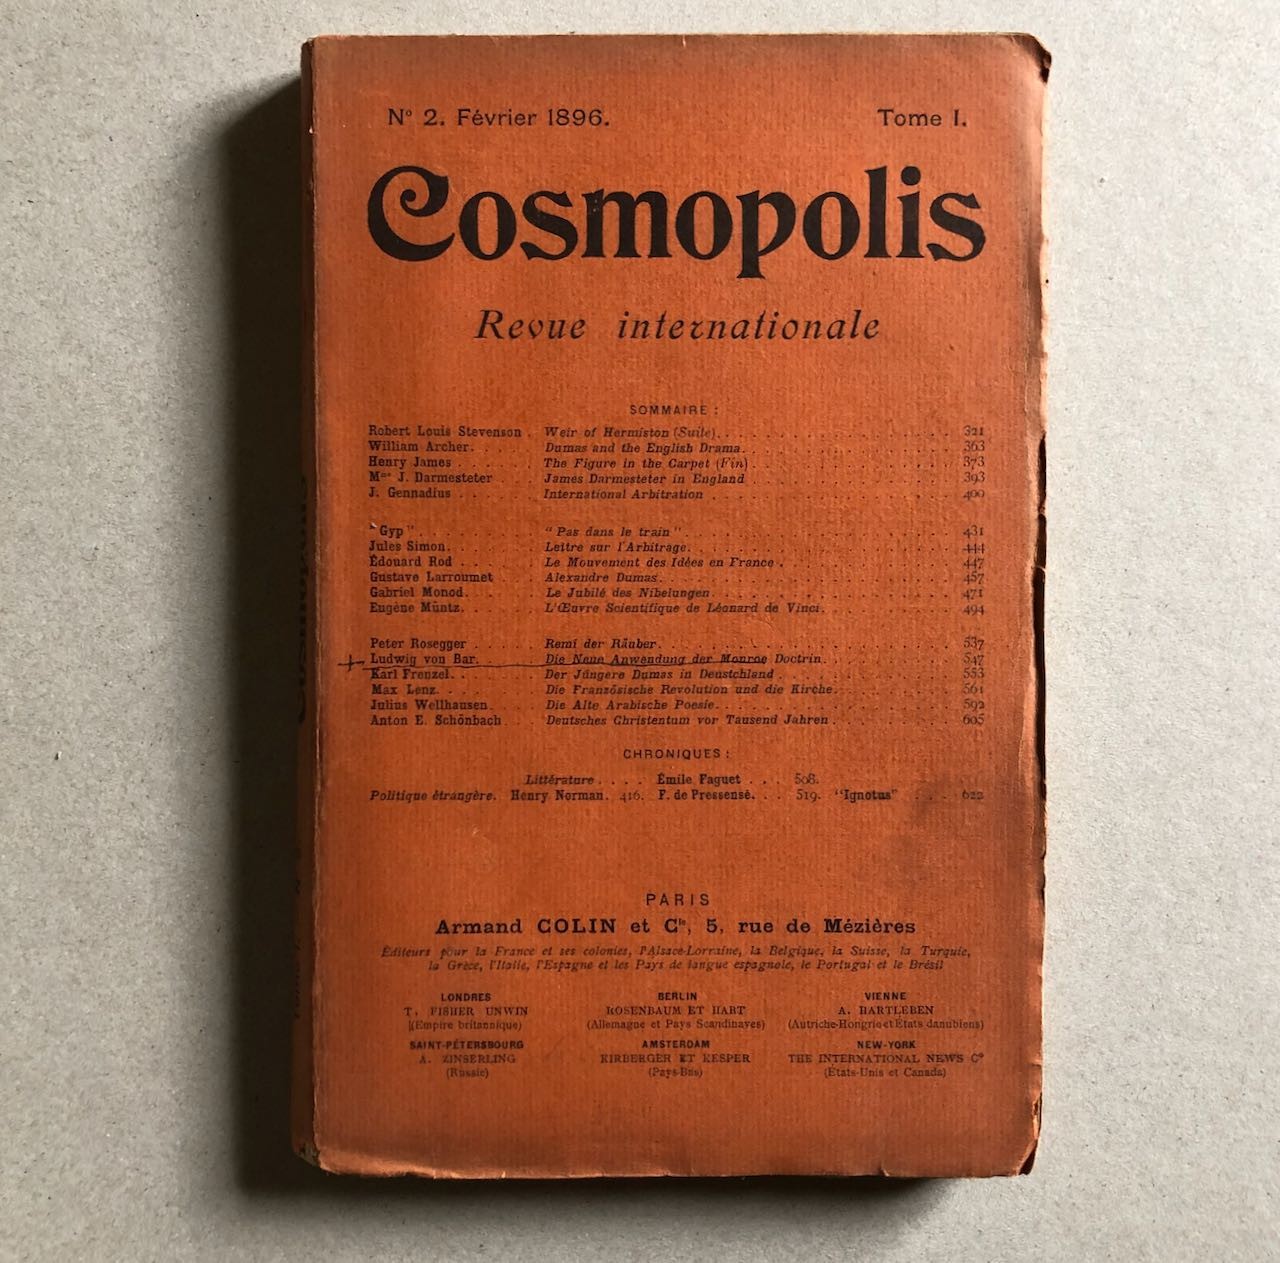 Nº 2. Février 1896. Tome I.
Cosmopolis
Revue internationale
SOMMAIRE :
Robert Louis Stevenson . Weir of Hermiston (Suite). 321
William Archer. Dumas and the English Drama. 363
Henry James The Figure in the Carpet (Fin) 373
Mme J. Darmesteter James Darmesteter in England 393
J. Gennadius International Arbitration 400
"Gyp" "Pas dans le train" 431
Jules Simon. Lettre sur l'Arbitrage. 444
Édouard Rod Le Mouvement des Idées en France . 447
Gustave Larroumet Alexandre Dumas. 457
Gabriel Monod. Le Jubilé des Nibelungen 471
Eugène Müntz. L'Œuvre Scientifique de Léonard de Vinci. 494
Peter Rosegger Remi der Räuber. 537
Ludwig von Bar. Die Neue Anwendung der Monroe Doctrin. 547
Karl Frenzel. Der Jüngere Dumas in Deustchland 553
Max Lenz. Die Französische Revolution und die Kirche. 561
Julius Wellhausen. Die Alte Arabische Poesie. 592
Anton E. Schönbach Deutsches Christentum vor Tausend Jahren 605
CHRONIQUES :
Littérature . . . . Émile Faguet . . . 508.
Politique étrangère. Henry Norman. 416. F. de Pressensé. . . 519. "Ignotus" . . . 622
PARIS
Armand COLIN et Cie, 5, rue de Mézières
Éditeurs pour la France et ses colonies, l'Alsace-Lorraine, la Belgique, la Suisse, la Turquie,
la Grèce, l'Italie, l'Espagne et les Pays de langue espagnole, le Portugal et le Brésil
LONDRES BERLIN VIENNE
T. FISHER UNWIN ROSENBAUM ET HART A. HARTLEBEN
(Empire britannique) (Allemagne et Pays Scandinaves) (Autriche-Hongrie et États danubiens)
SAINT-PÉTERSBOURG AMSTERDAM NEW-YORK
A. ZINSERLING KIRBERGER ET KESPER THE INTERNATIONAL NEWS Co
(Russie) (Pays-Bas) (États-Unis et Canada)